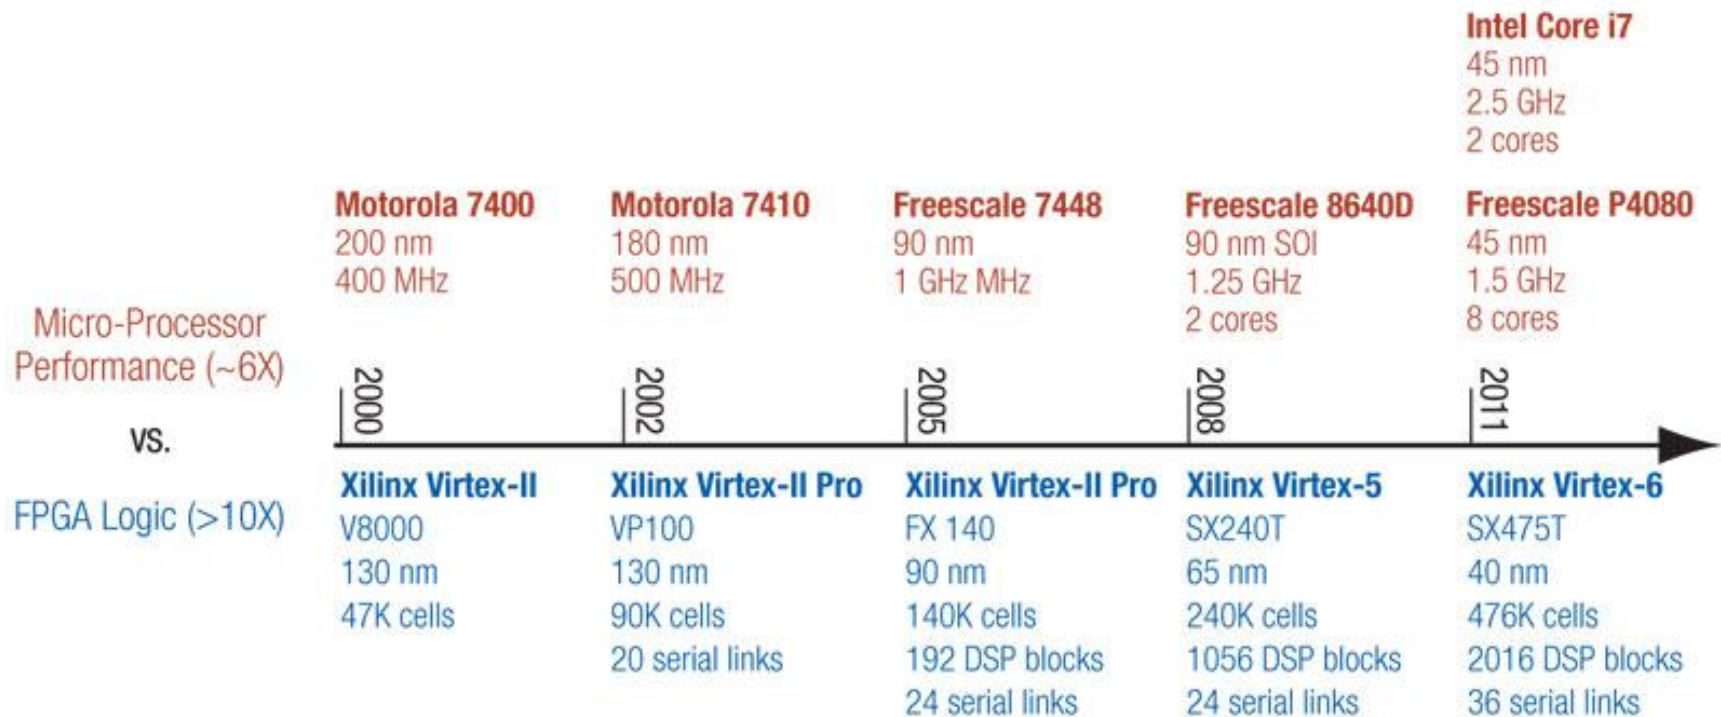 Intel Core i7
45 nm
2.5 GHz
2 cores
Motorola 7400
200 nm
400 MHz
Motorola 7410
180 nm
500 MHz
Freescale 7448
90 nm
1 GHz MHz
Freescale 8640D
90 nm SOI
1.25 GHz
2 cores
Freescale P4080
45 nm
1.5 GHz
8 cores
Micro-Processor
Performance (~6X)
vs.
FPGA Logic (>10X)
2000
2002
2005
2008
2011
Xilinx Virtex-II
V8000
130 nm
47K cells
Xilinx Virtex-II Pro
VP100
130 nm
90K cells
20 serial links
Xilinx Virtex-II Pro
FX 140
90 nm
140K cells
192 DSP blocks
24 serial links
Xilinx Virtex-5
SX240T
65 nm
240K cells
1056 DSP blocks
24 serial links
Xilinx Virtex-6
SX475T
40 nm
476K cells
2016 DSP blocks
36 serial links